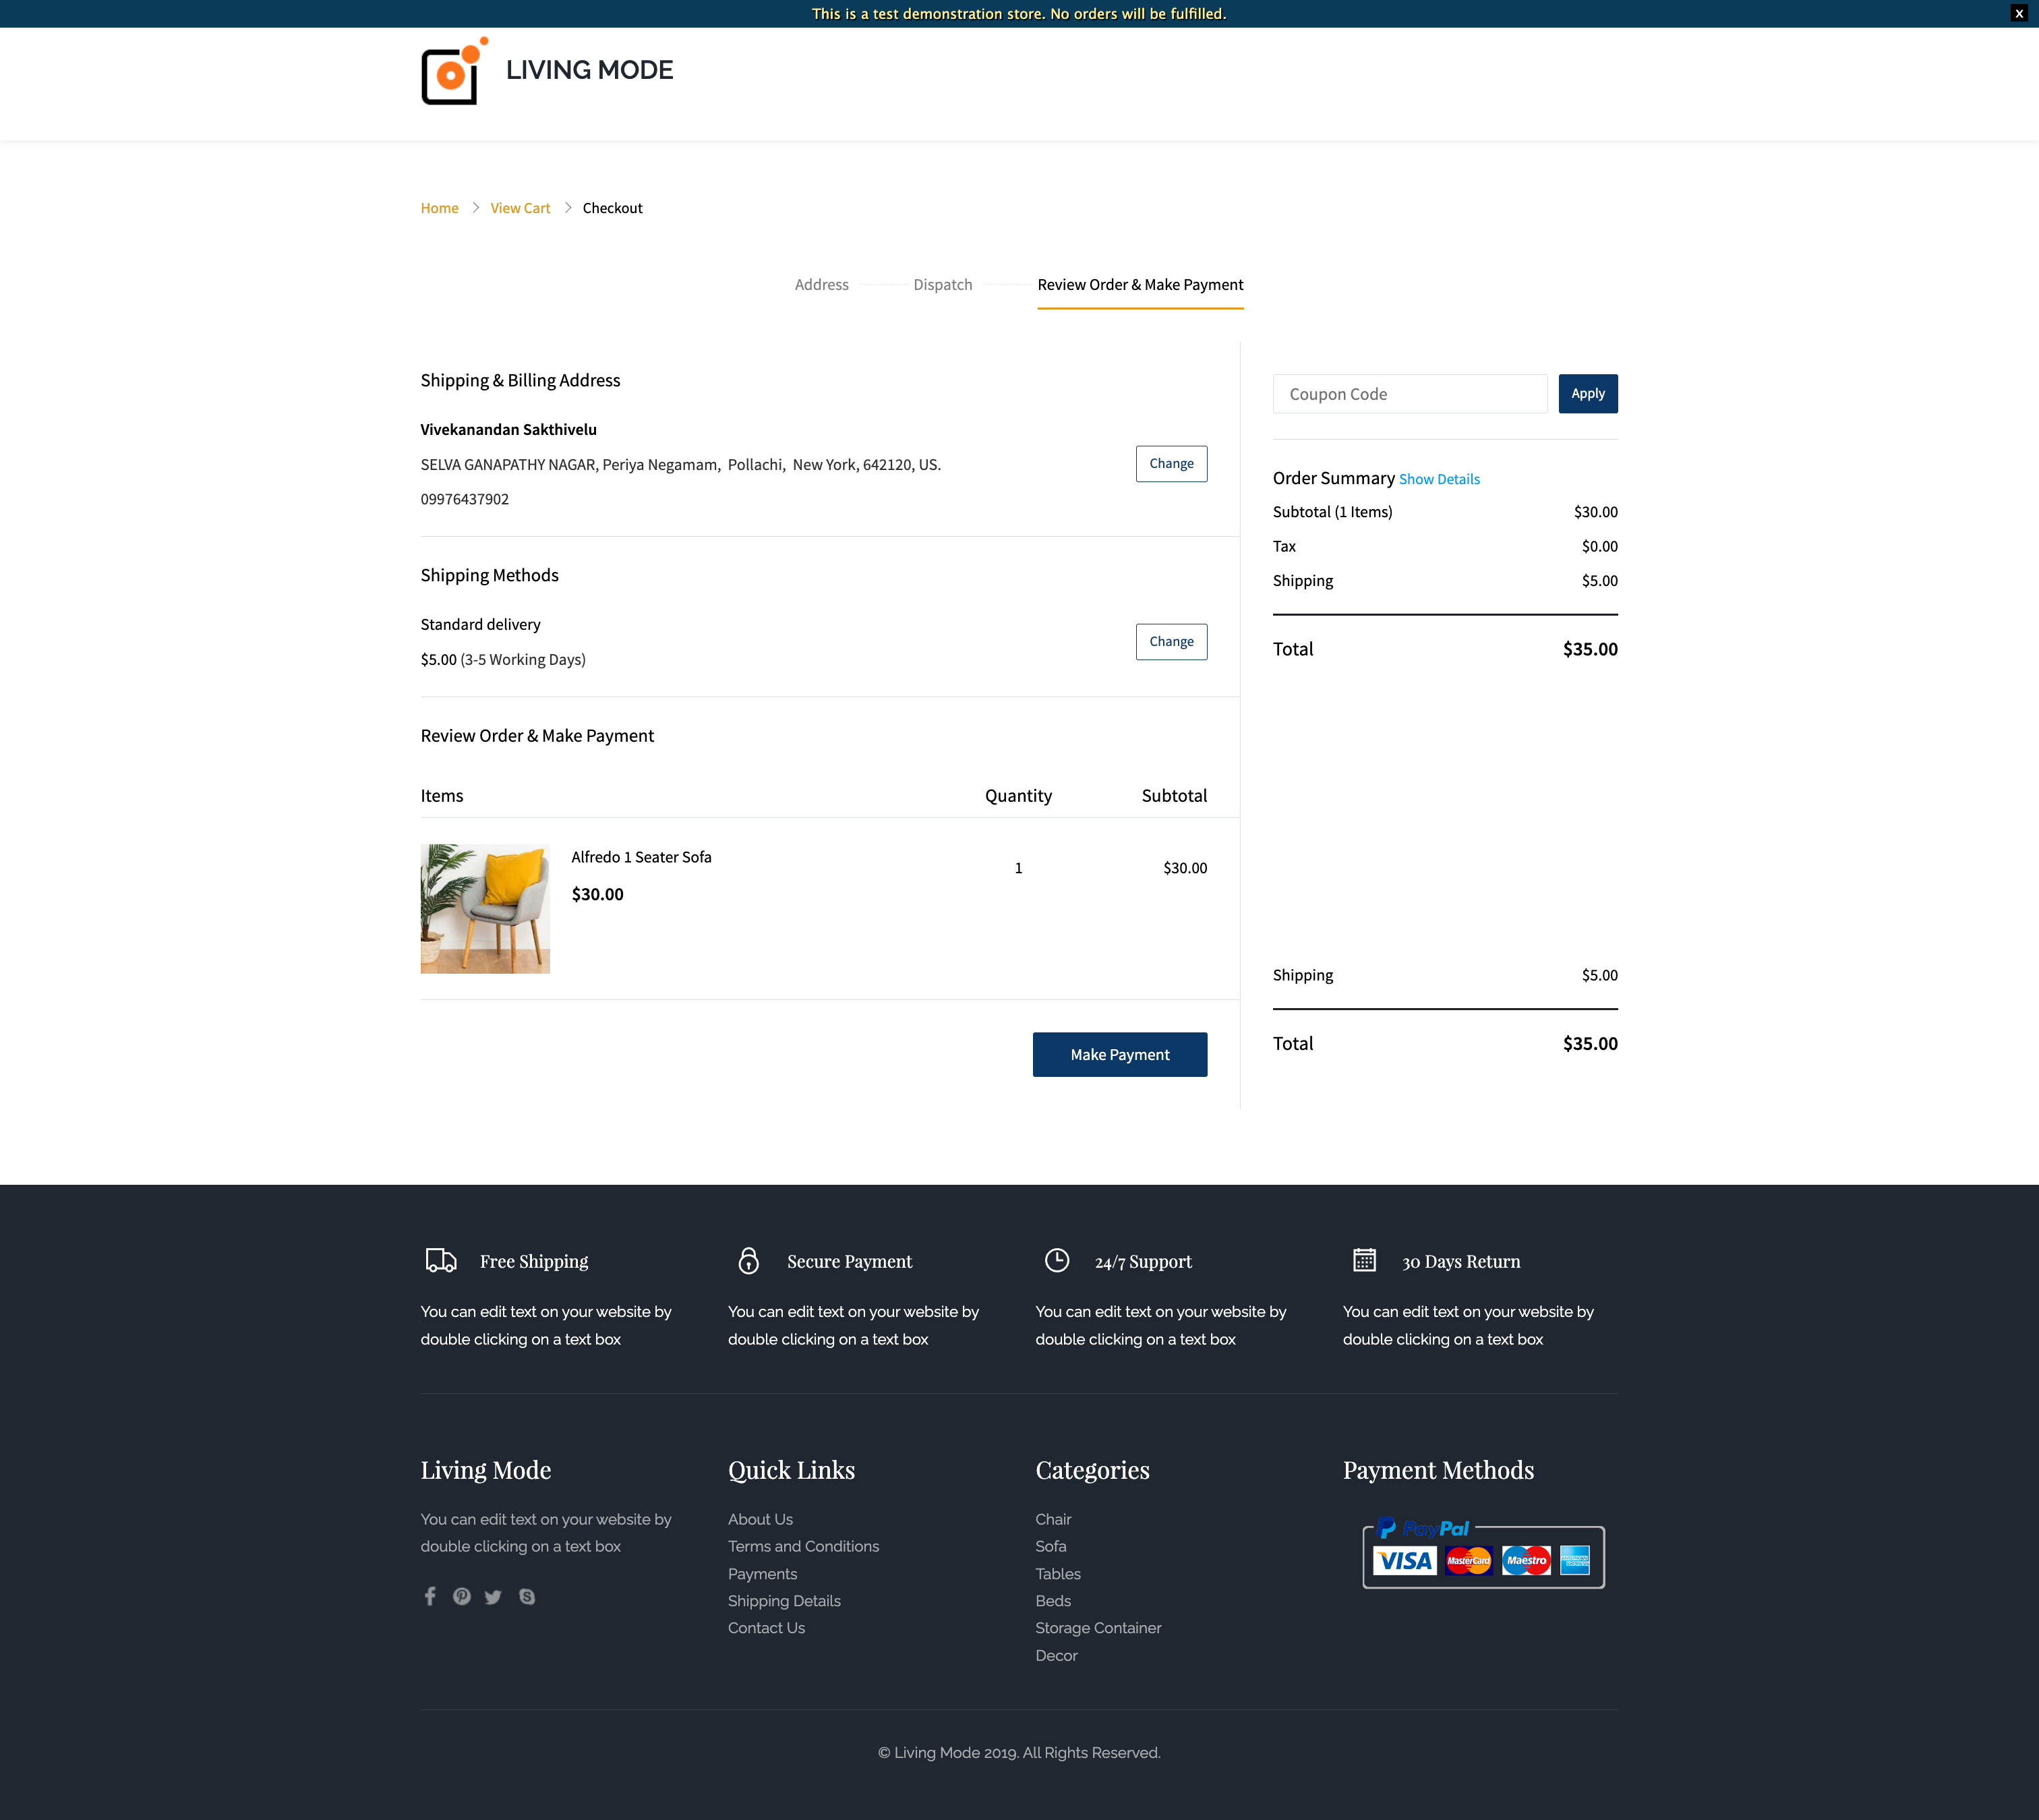 This is a test demonstration store. No orders will be fulfilled.
x
LIVING MODE
Home > View Cart > Checkout
Address Dispatch Review Order & Make Payment
Shipping & Billing Address
Vivekanandan Sakthivelu
SELVA GANAPATHY NAGAR, Periya Negamam, Pollachi, New York, 642120, US.
09976437902
Change
Shipping Methods
Standard delivery
$5.00 (3-5 Working Days)
Change
Review Order & Make Payment
Items Quantity Subtotal
Alfredo 1 Seater Sofa 1 $30.00
$30.00
Make Payment
Coupon Code Apply
Order Summary Show Details
Subtotal (1 Items) $30.00
Tax $0.00
Shipping $5.00
Total $35.00
Shipping $5.00
Total $35.00
Free Shipping
You can edit text on your website by
double clicking on a text box
Secure Payment
You can edit text on your website by
double clicking on a text box
24/7 Support
You can edit text on your website by
double clicking on a text box
30 Days Return
You can edit text on your website by
double clicking on a text box
Living Mode
You can edit text on your website by
double clicking on a text box
Quick Links
About Us
Terms and Conditions
Payments
Shipping Details
Contact Us
Categories
Chair
Sofa
Tables
Beds
Storage Container
Decor
Payment Methods
PayPal
VISA MasterCard Maestro AMERICAN EXPRESS
© Living Mode 2019. All Rights Reserved.